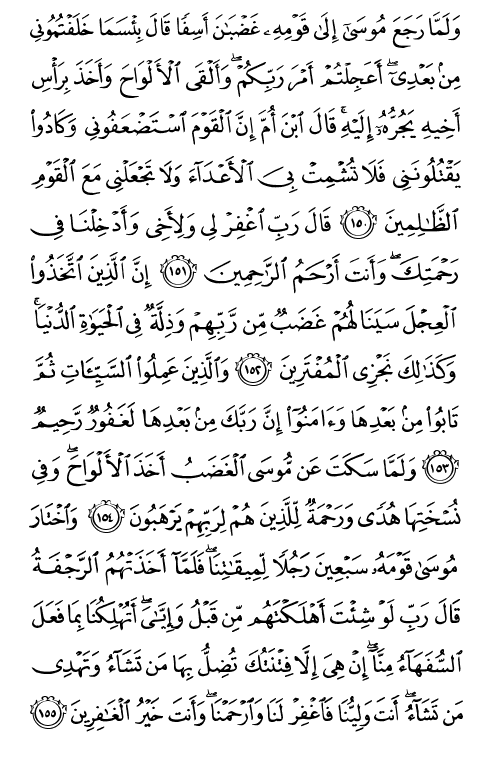 وَلَمَّا رَجَعَ مُوسَىٰٓ إِلَىٰ قَوْمِهِۦ غَضْبَٰنَ أَسِفًا قَالَ بِئْسَمَا خَلَفْتُمُونِى
مِنۢ بَعْدِىٓ ۖ أَعَجِلْتُمْ أَمْرَ رَبِّكُمْ ۖ وَأَلْقَى ٱلْأَلْوَاحَ وَأَخَذَ بِرَأْسِ
أَخِيهِ يَجُرُّهُۥٓ إِلَيْهِ ۚ قَالَ ٱبْنَ أُمَّ إِنَّ ٱلْقَوْمَ ٱسْتَضْعَفُونِى وَكَادُوا۟
يَقْتُلُونَنِى فَلَا تُشْمِتْ بِىَ ٱلْأَعْدَآءَ وَلَا تَجْعَلْنِى مَعَ ٱلْقَوْمِ
ٱلظَّٰلِمِينَ ١٥٠ قَالَ رَبِّ ٱغْفِرْ لِى وَلِأَخِى وَأَدْخِلْنَا فِى
رَحْمَتِكَ ۖ وَأَنتَ أَرْحَمُ ٱلرَّٰحِمِينَ ١٥١ إِنَّ ٱلَّذِينَ ٱتَّخَذُوا۟
ٱلْعِجْلَ سَيَنَالُهُمْ غَضَبٌ مِّن رَّبِّهِمْ وَذِلَّةٌ فِى ٱلْحَيَوٰةِ ٱلدُّنْيَا ۚ
وَكَذَٰلِكَ نَجْزِى ٱلْمُفْتَرِينَ ١٥٢ وَٱلَّذِينَ عَمِلُوا۟ ٱلسَّيِّـَٔاتِ ثُمَّ
تَابُوا۟ مِنۢ بَعْدِهَا وَءَامَنُوٓا۟ إِنَّ رَبَّكَ مِنۢ بَعْدِهَا لَغَفُورٌ رَّحِيمٌ
١٥٣ وَلَمَّا سَكَتَ عَن مُّوسَى ٱلْغَضَبُ أَخَذَ ٱلْأَلْوَاحَ ۖ وَفِى
نُسْخَتِهَا هُدًى وَرَحْمَةٌ لِّلَّذِينَ هُمْ لِرَبِّهِمْ يَرْهَبُونَ ١٥٤ وَٱخْتَارَ
مُوسَىٰ قَوْمَهُۥ سَبْعِينَ رَجُلًا لِّمِيقَٰتِنَا ۖ فَلَمَّآ أَخَذَتْهُمُ ٱلرَّجْفَةُ
قَالَ رَبِّ لَوْ شِئْتَ أَهْلَكْتَهُم مِّن قَبْلُ وَإِيَّٰىَ ۖ أَتُهْلِكُنَا بِمَا فَعَلَ
ٱلسُّفَهَآءُ مِنَّآ ۖ إِنْ هِىَ إِلَّا فِتْنَتُكَ تُضِلُّ بِهَا مَن تَشَآءُ وَتَهْدِى
مَن تَشَآءُ ۖ أَنتَ وَلِيُّنَا فَٱغْفِرْ لَنَا وَٱرْحَمْنَا ۖ وَأَنتَ خَيْرُ ٱلْغَٰفِرِينَ ١٥٥